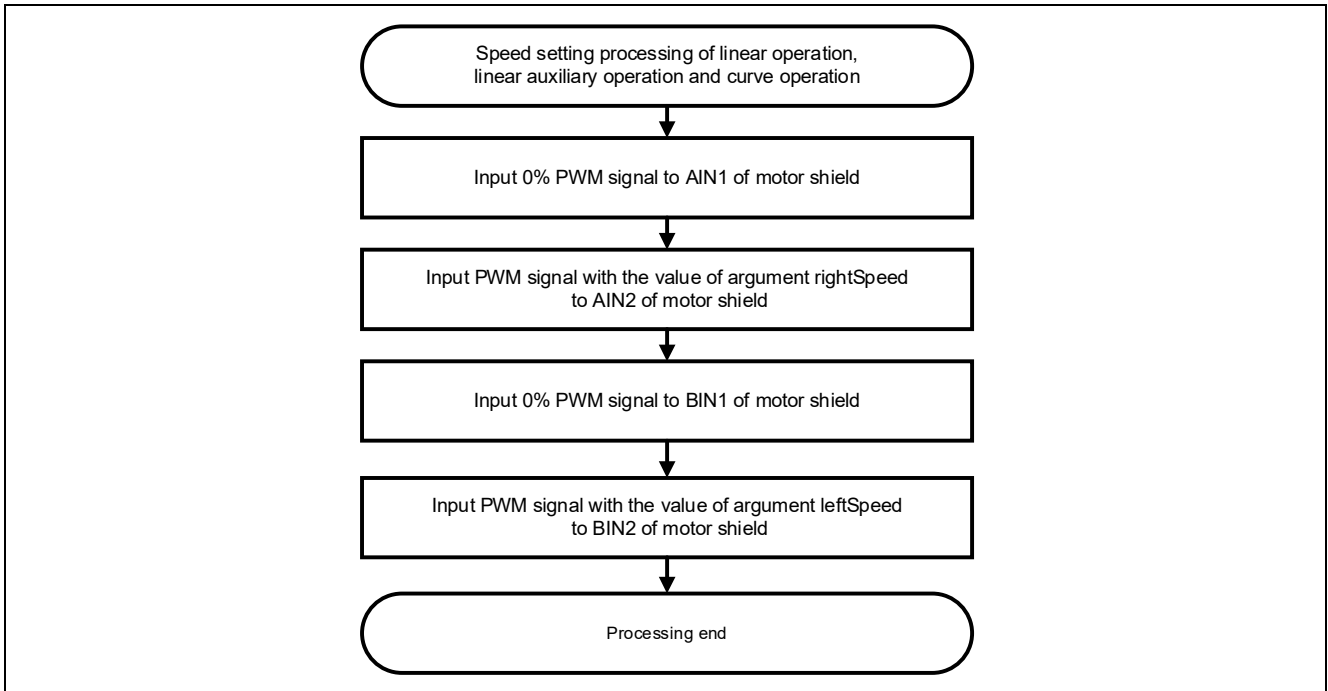 Speed setting processing of linear operation,
linear auxiliary operation and curve operation
Input 0% PWM signal to AIN1 of motor shield
Input PWM signal with the value of argument rightSpeed
to AIN2 of motor shield
Input 0% PWM signal to BIN1 of motor shield
Input PWM signal with the value of argument leftSpeed
to BIN2 of motor shield
Processing end